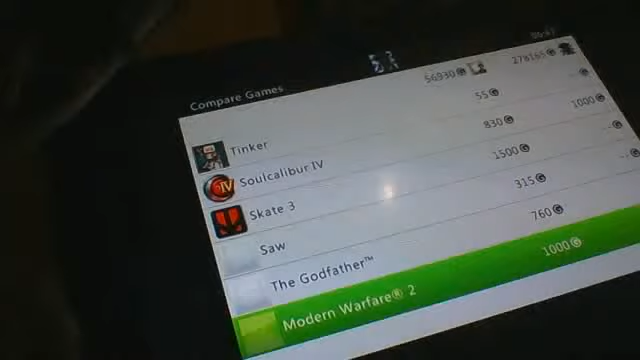 Compare Games 56930 G 278165 G
Tinker 55 G --
Soulcalibur IV 830 G 1000 G
Skate 3 1500 G --
Saw 315 G --
The Godfather™ 760 G
Modern Warfare® 2 1000 G